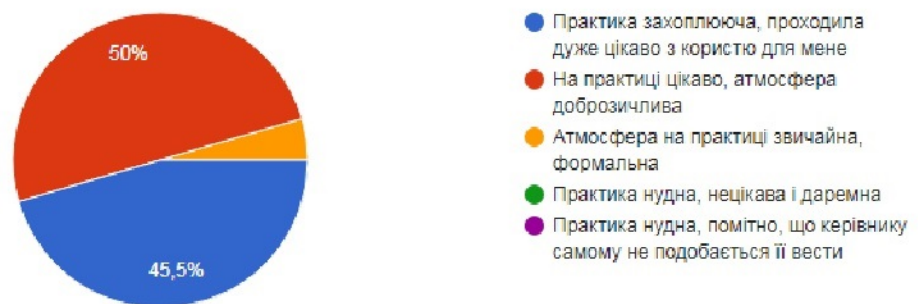 50%
45,5%
Практика захоплююча, проходила
дуже цікаво з користю для мене
На практиці цікаво, атмосфера
доброзичлива
Атмосфера на практиці звичайна,
формальна
Практика нудна, нецікава і даремна
Практика нудна, помітно, що керівнику
самому не подобається її вести